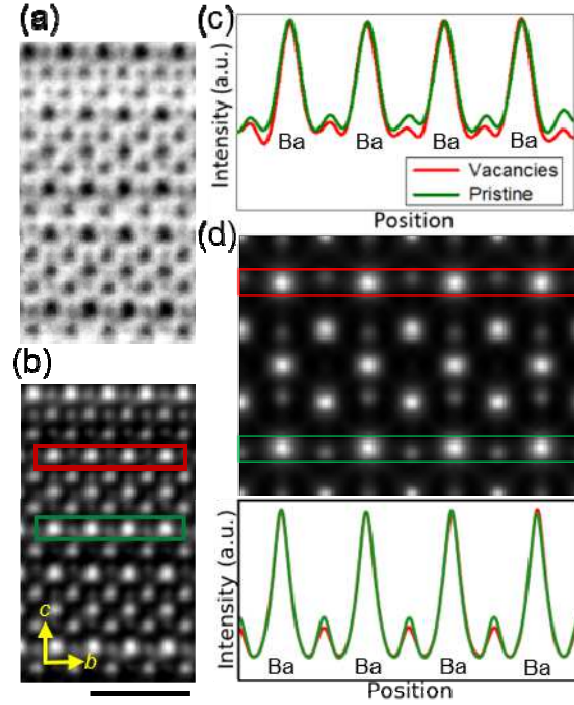 (a)
(b)
c
b
(c)
Intensity (a.u.)
Ba Ba Ba Ba
Vacancies
Pristine
Position
(d)
Intensity (a.u.)
Ba Ba Ba Ba
Position